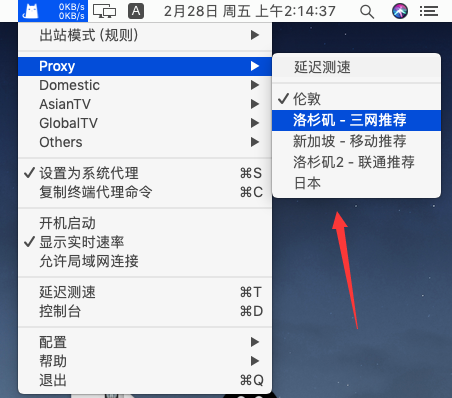 0KB/s
0KB/s
A
2月28日 周五 上午2:14:37
出站模式 (规则)
Proxy
Domestic
AsianTV
GlobalTV
Others
设置为系统代理 ⌘S
复制终端代理命令 ⌘C
开机启动
显示实时速率
允许局域网连接
延迟测速 ⌘T
控制台 ⌘D
配置
帮助
退出 ⌘Q
延迟测速
伦敦
洛杉矶 - 三网推荐
新加坡 - 移动推荐
洛杉矶2 - 联通推荐
日本